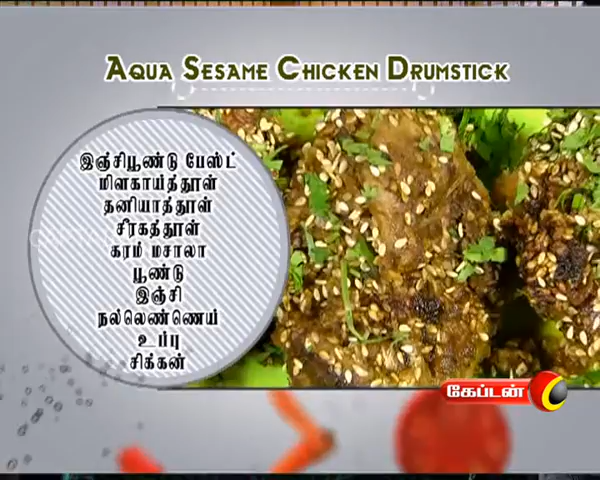 AQUA SESAME CHICKEN DRUMSTICK
இஞ்சிபூண்டு பேஸ்ட்
மிளகாய்த்தூள்
தனியாத்தூள்
சீரகத்தூள்
கரம் மசாலா
பூண்டு
இஞ்சி
நல்லெண்ணெய்
உப்பு
சிக்கன்
கேப்டன்